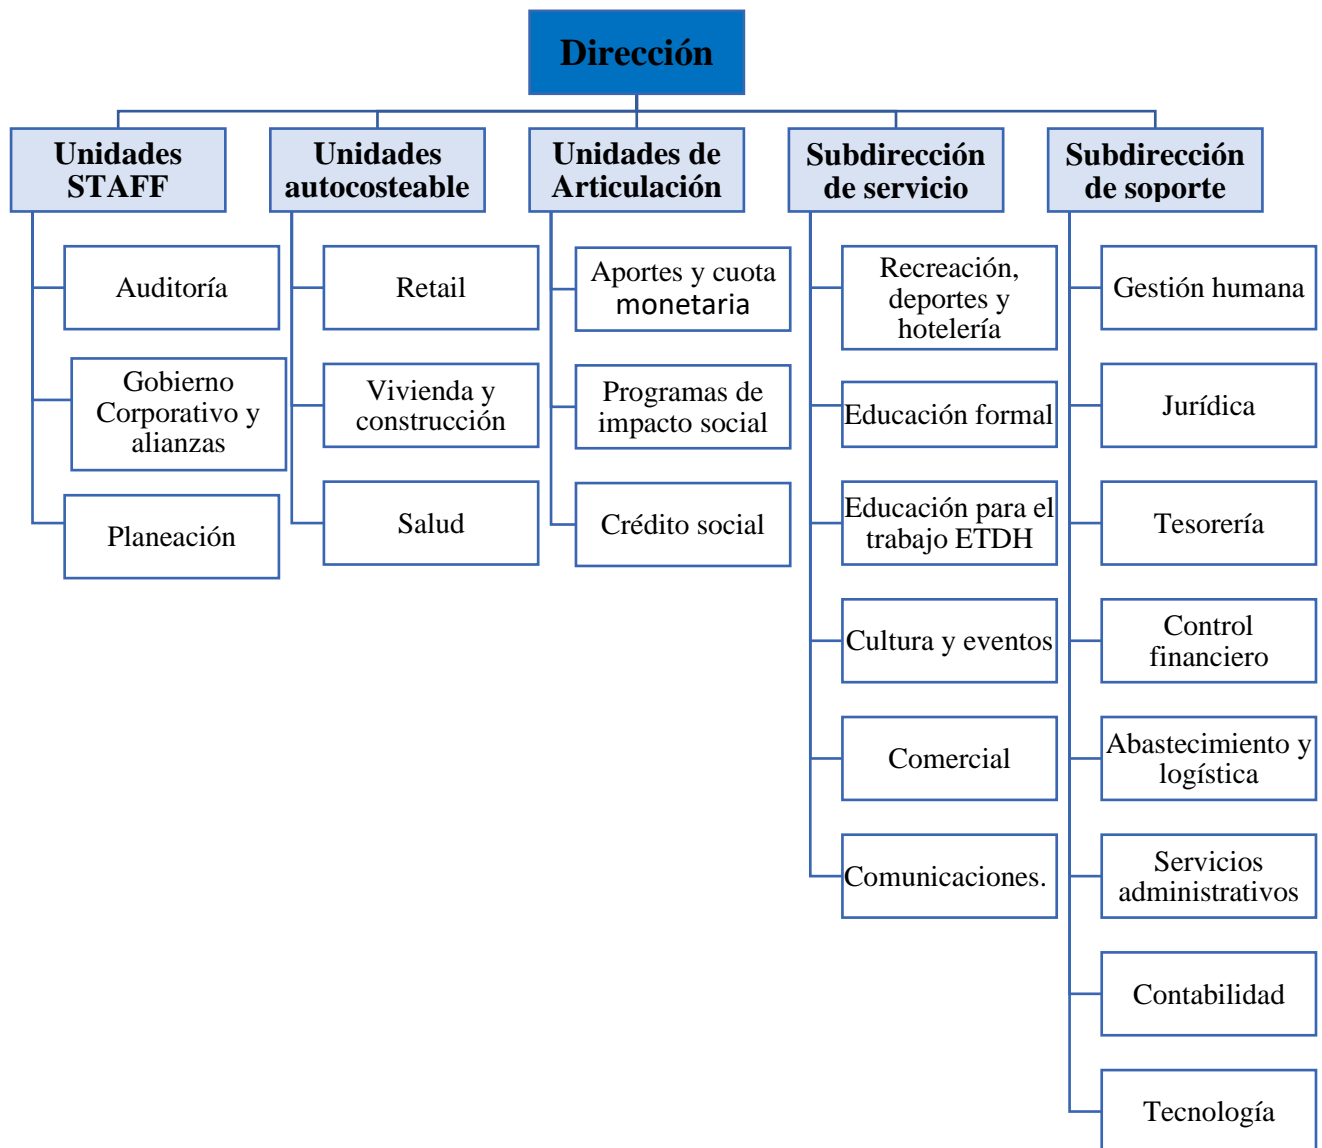 Dirección
Unidades
STAFF
Auditoría
Gobierno
Corporativo y
alianzas
Planeación
Unidades
autocosteable
Retail
Vivienda y
construcción
Salud
Unidades de
Articulación
Aportes y cuota
monetaria
Programas de
impacto social
Crédito social
Subdirección
de servicio
Recreación,
deportes y
hotelería
Educación formal
Educación para el
trabajo ETDH
Cultura y eventos
Comercial
Comunicaciones.
Subdirección
de soporte
Gestión humana
Jurídica
Tesorería
Control
financiero
Abastecimiento y
logística
Servicios
administrativos
Contabilidad
Tecnología